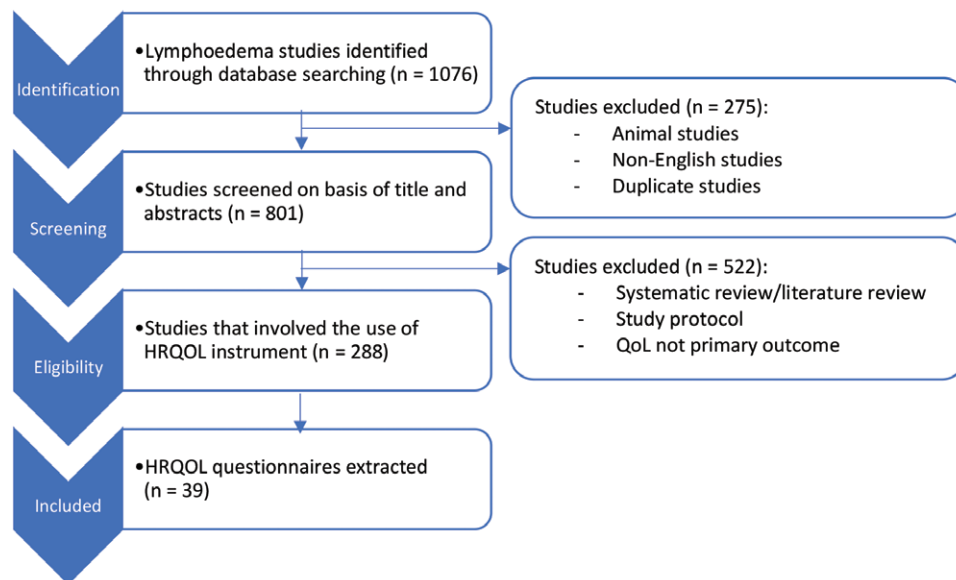 Identification
•Lymphoedema studies identified
through database searching (n = 1076)
Studies excluded (n = 275):
- Animal studies
- Non-English studies
- Duplicate studies
Screening
•Studies screened on basis of title and
abstracts (n = 801)
Studies excluded (n = 522):
- Systematic review/literature review
- Study protocol
- QoL not primary outcome
Eligibility
•Studies that involved the use of
HRQOL instrument (n = 288)
Included
•HRQOL questionnaires extracted
(n = 39)